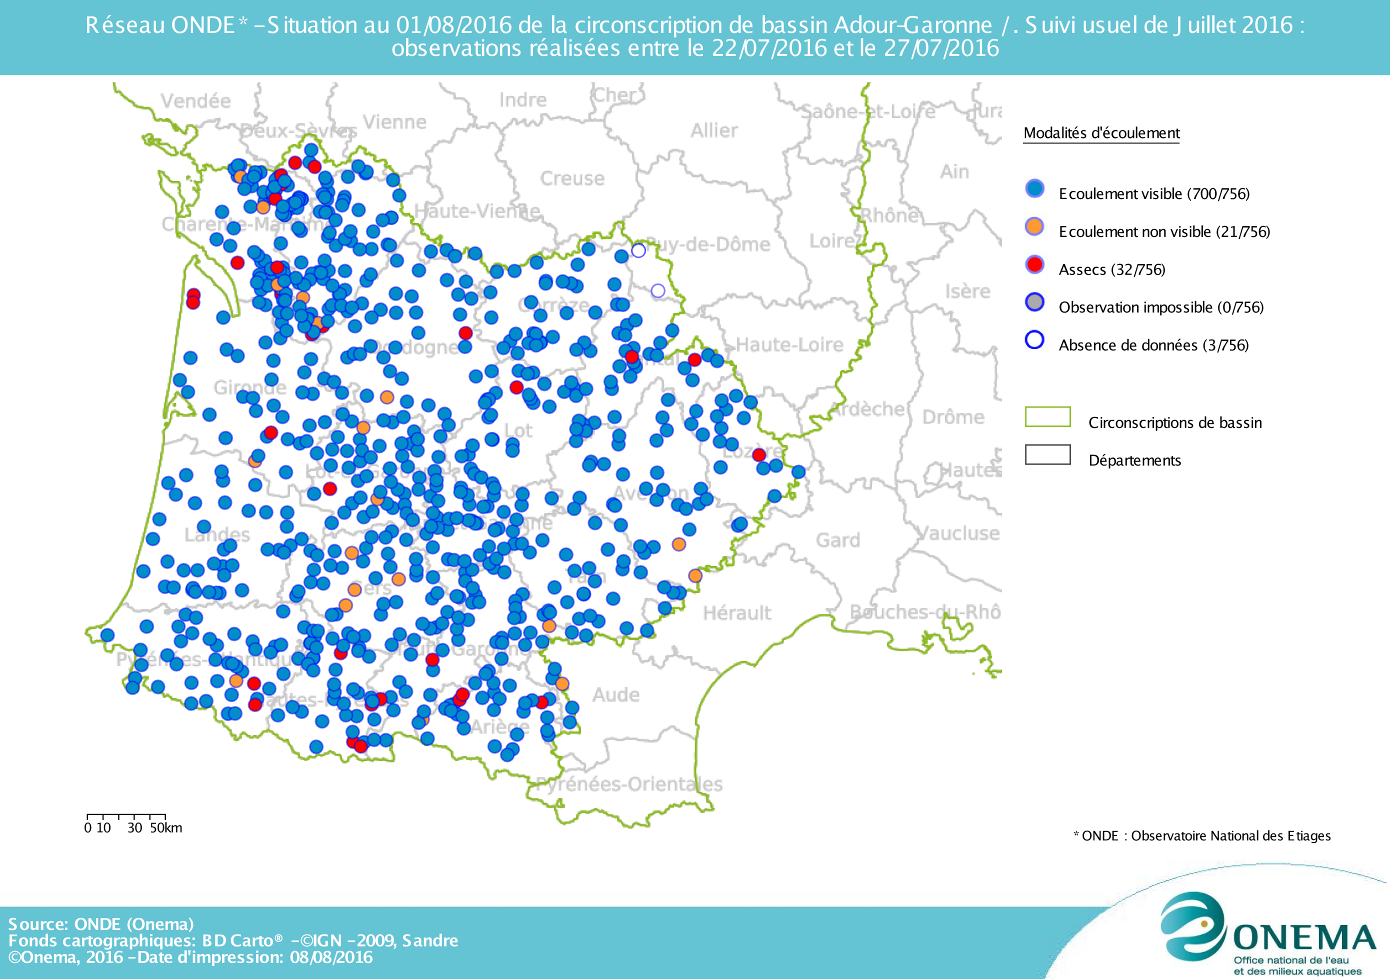 Réseau ONDE* - Situation au 01/08/2016 de la circonscription de bassin Adour-Garonne /. Suivi usuel de Juillet 2016 :
observations réalisées entre le 22/07/2016 et le 27/07/2016
Vendée
Deux-Sèvres
Vienne
Indre
Cher
Allier
Saône-et-Loire
Jura
Ain
Creuse
Haute-Vienne
Charente-Maritim
Puy-de-Dôme
Loire
Rhône
Isère
Corrèze
Dordogne
Haute-Loire
Gironde
Ardèche
Drôme
Lot
Lozère
Hautes
Aveyron
Landes
Gard
Vaucluse
Tarn
Gers
Hérault
Bouches-du-Rhô
Pyrénées-Atlantiqu
Haute-Garonne
Hautes-Pyrénées
Aude
Ariège
Pyrénées-Orientales
0 10 30 50km
Modalités d'écoulement
Ecoulement visible (700/756)
Ecoulement non visible (21/756)
Assecs (32/756)
Observation impossible (0/756)
Absence de données (3/756)
Circonscriptions de bassin
Départements
* ONDE : Observatoire National des Etiages
Source: ONDE (Onema)
Fonds cartographiques: BD Carto® -©IGN -2009, Sandre
©Onema, 2016 -Date d'impression: 08/08/2016
ONEMA
Office national de l'eau
et des milieux aquatiques